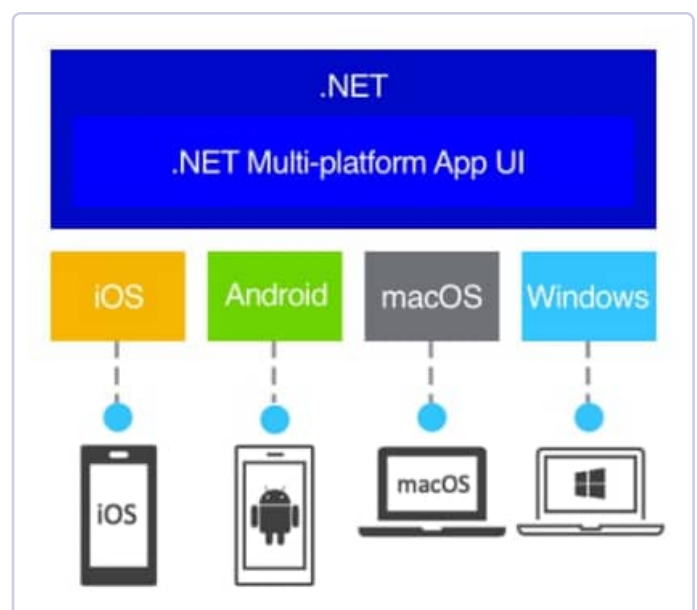 .NET
.NET Multi-platform App UI
iOS
Android
macOS
Windows
iOS
macOS